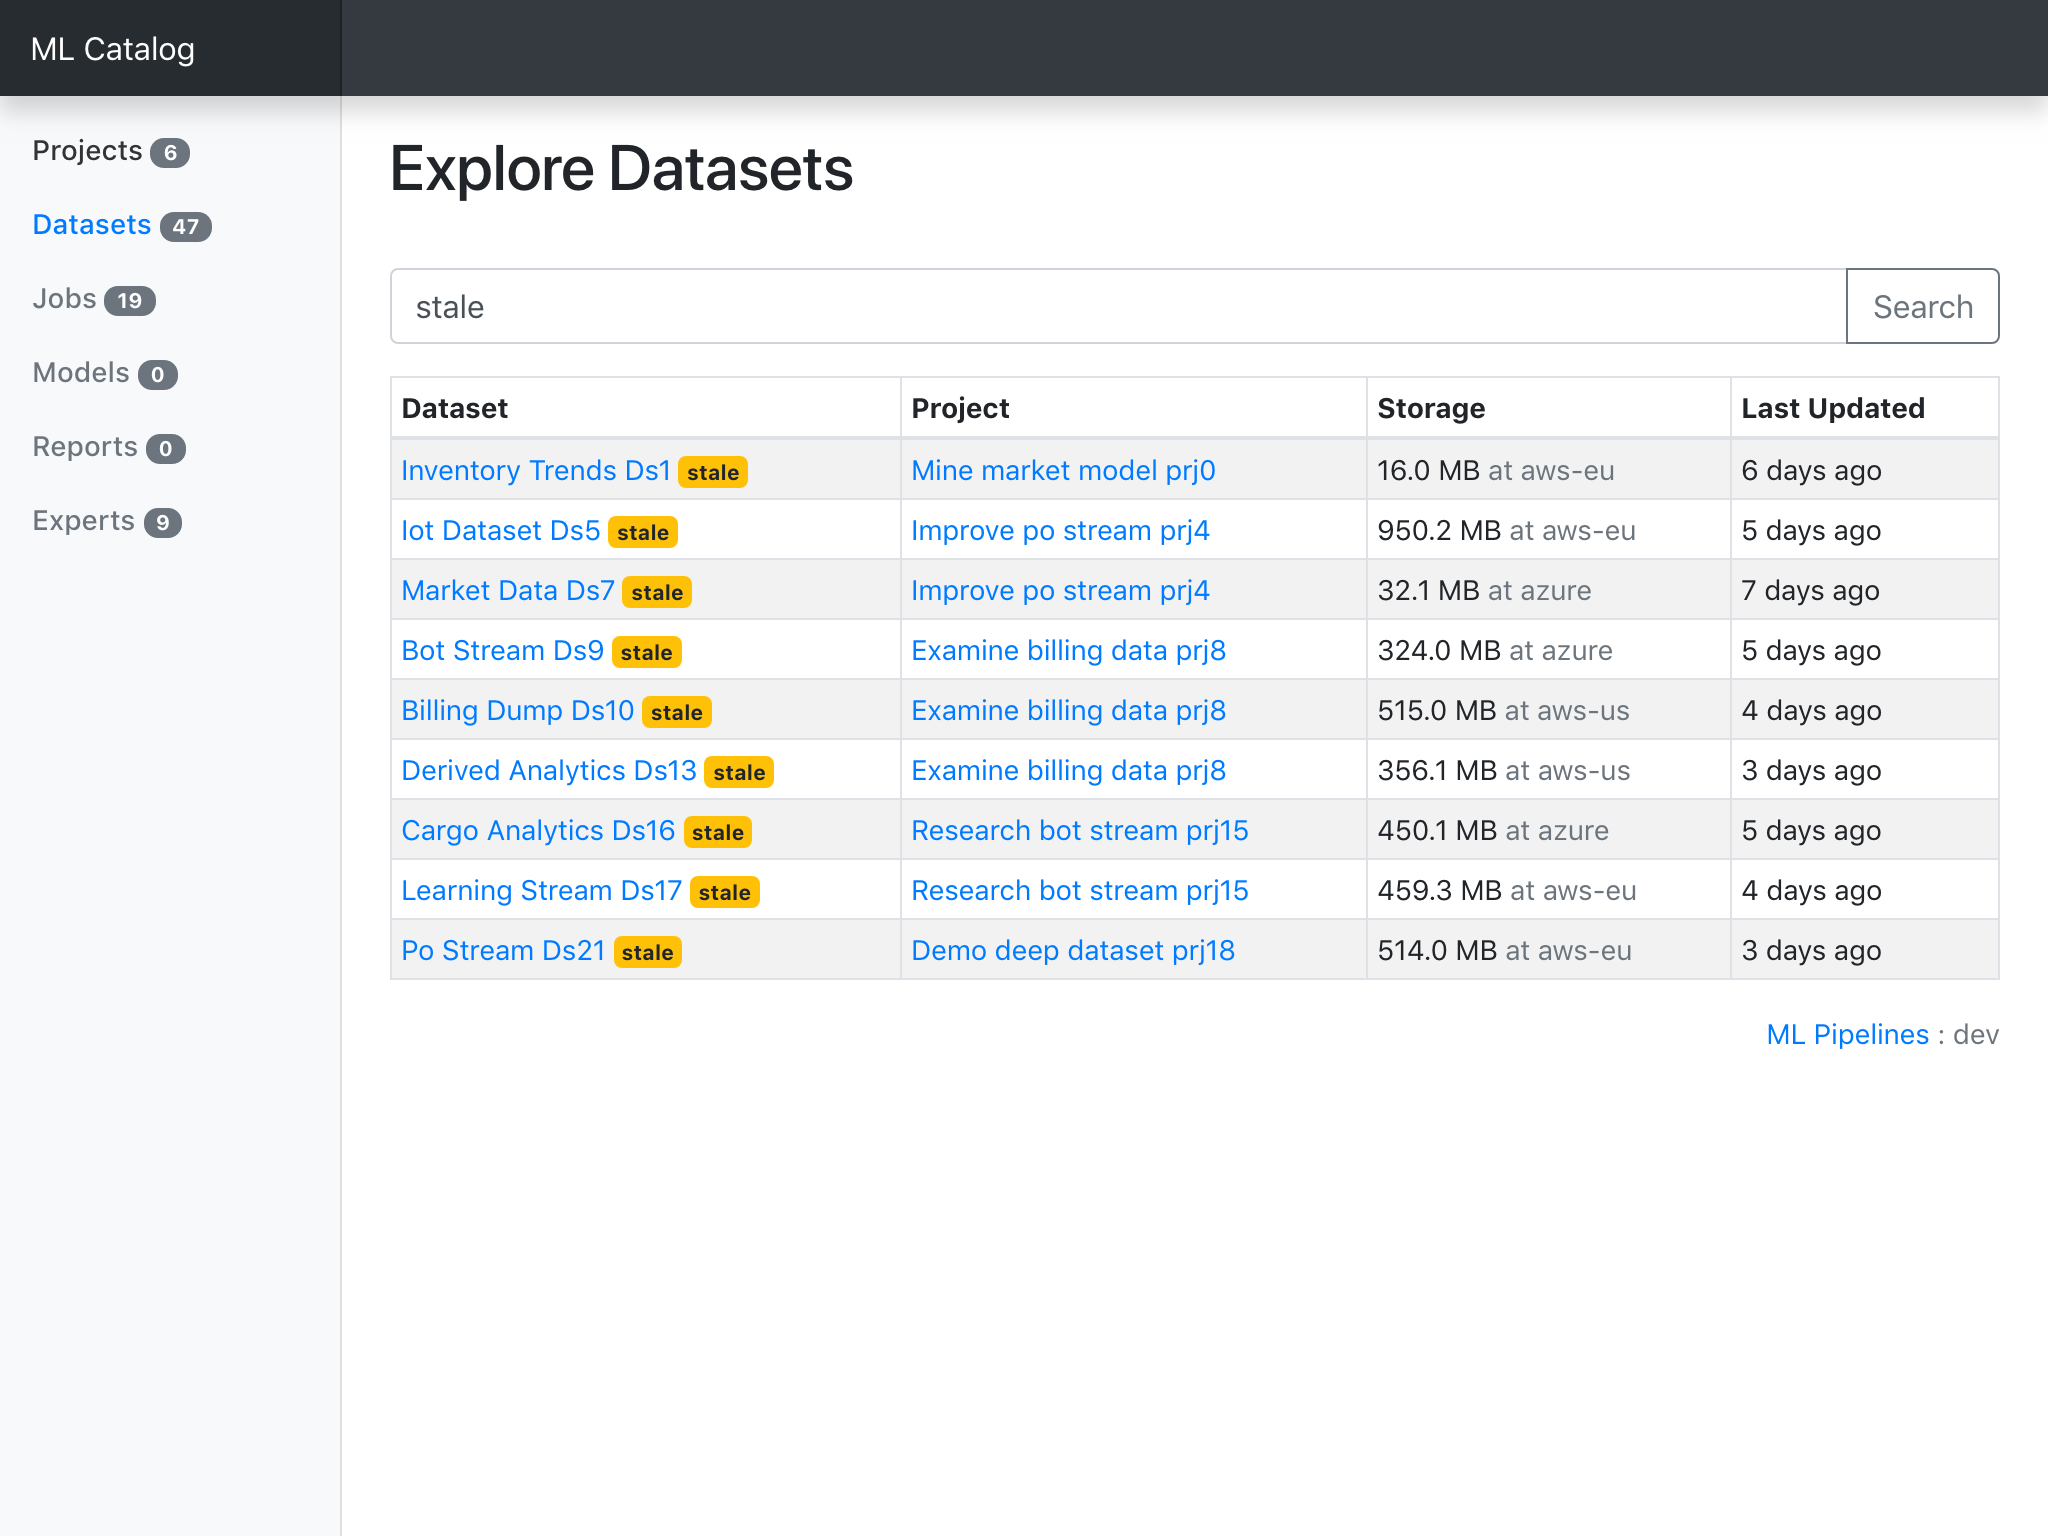 ML Catalog
Projects 6
Datasets 47
Jobs 19
Models 0
Reports 0
Experts 9
Explore Datasets
stale Search
Dataset Project Storage Last Updated
Inventory Trends Ds1 stale Mine market model prj0 16.0 MB at aws-eu 6 days ago
Iot Dataset Ds5 stale Improve po stream prj4 950.2 MB at aws-eu 5 days ago
Market Data Ds7 stale Improve po stream prj4 32.1 MB at azure 7 days ago
Bot Stream Ds9 stale Examine billing data prj8 324.0 MB at azure 5 days ago
Billing Dump Ds10 stale Examine billing data prj8 515.0 MB at aws-us 4 days ago
Derived Analytics Ds13 stale Examine billing data prj8 356.1 MB at aws-us 3 days ago
Cargo Analytics Ds16 stale Research bot stream prj15 450.1 MB at azure 5 days ago
Learning Stream Ds17 stale Research bot stream prj15 459.3 MB at aws-eu 4 days ago
Po Stream Ds21 stale Demo deep dataset prj18 514.0 MB at aws-eu 3 days ago
ML Pipelines : dev